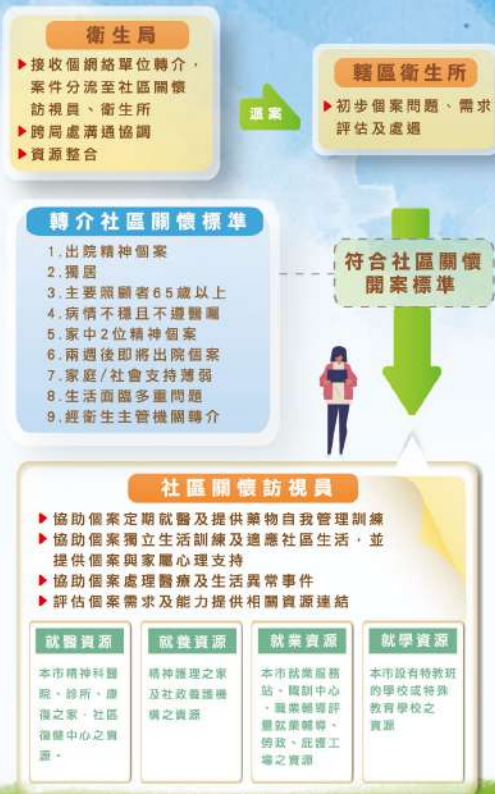 衛生局
▶接收個網絡單位轉介，
案件分流至社區關懷
訪視員、衛生所
▶跨局處溝通協調
▶資源整合
派案
轄區衛生所
▶初步個案問題、需求
評估及處遇
轉介社區關懷標準
1.出院精神個案
2.獨居
3.主要照顧者65歲以上
4.病情不穩且不遵醫囑
5.家中2位精神個案
6.兩週後即將出院個案
7.家庭/社會支持薄弱
8.生活面臨多重問題
9.經衛生主管機關轉介
符合社區關懷
開案標準
社區關懷訪視員
▶協助個案定期就醫及提供藥物自我管理訓練
▶協助個案獨立生活訓練及適應社區生活，並
提供個案與家屬心理支持
▶協助個案處理醫療及生活異常事件
▶評估個案需求及能力提供相關資源連結
就醫資源
本市精神科醫
院、診所、康
復之家、社區
復健中心之資
源。
就養資源
精神護理之家
及社政養護機
構之資源
就業資源
本市就業服務
站、職訓中心
、職業輔導評
量就業輔導、
勞政、庇護工
場之資源
就學資源
本市設有特教班
的學校或特殊
教育學校之
資源